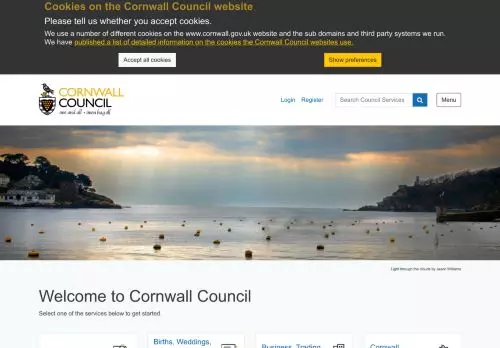 Cookies on the Cornwall Council website
Please tell us whether you accept cookies.
We use a number of different cookies on the www.cornwall.gov.uk website and the sub domains and third party systems we run.
We have published a list of detailed information on the cookies the Cornwall Council websites use.
Accept all cookies
Show preferences
CORNWALL
COUNCIL
one and all • onen hag oll
Login Register
Search Council Services
Menu
Light through the clouds by Jason Williams
Welcome to Cornwall Council
Select one of the services below to get started
Births, Weddings,
Business, Trading
Cornwall